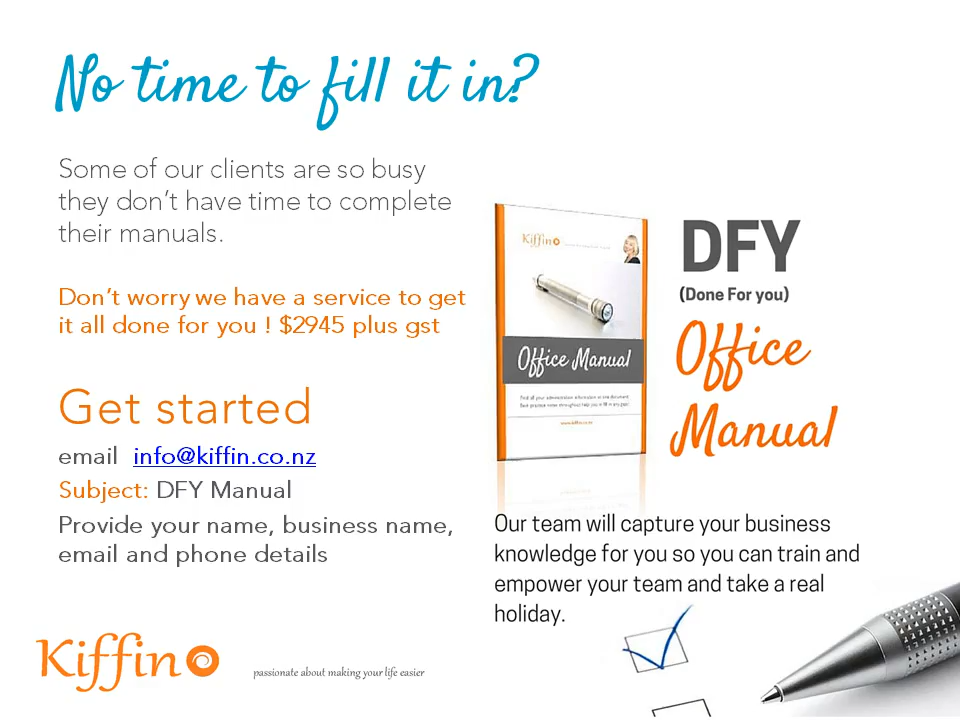 No time to fill it in?
Some of our clients are so busy
they don't have time to complete
their manuals.
Don't worry we have a service to get
it all done for you ! $2945 plus gst
Get started
email info@kiffin.co.nz
Subject: DFY Manual
Provide your name, business name,
email and phone details
Kiffin
passionate about making your life easier
Kiffin
Office Manual
www.kiffin.co.nz
DFY
(Done For you)
Office
Manual
Our team will capture your business
knowledge for you so you can train and
empower your team and take a real
holiday.